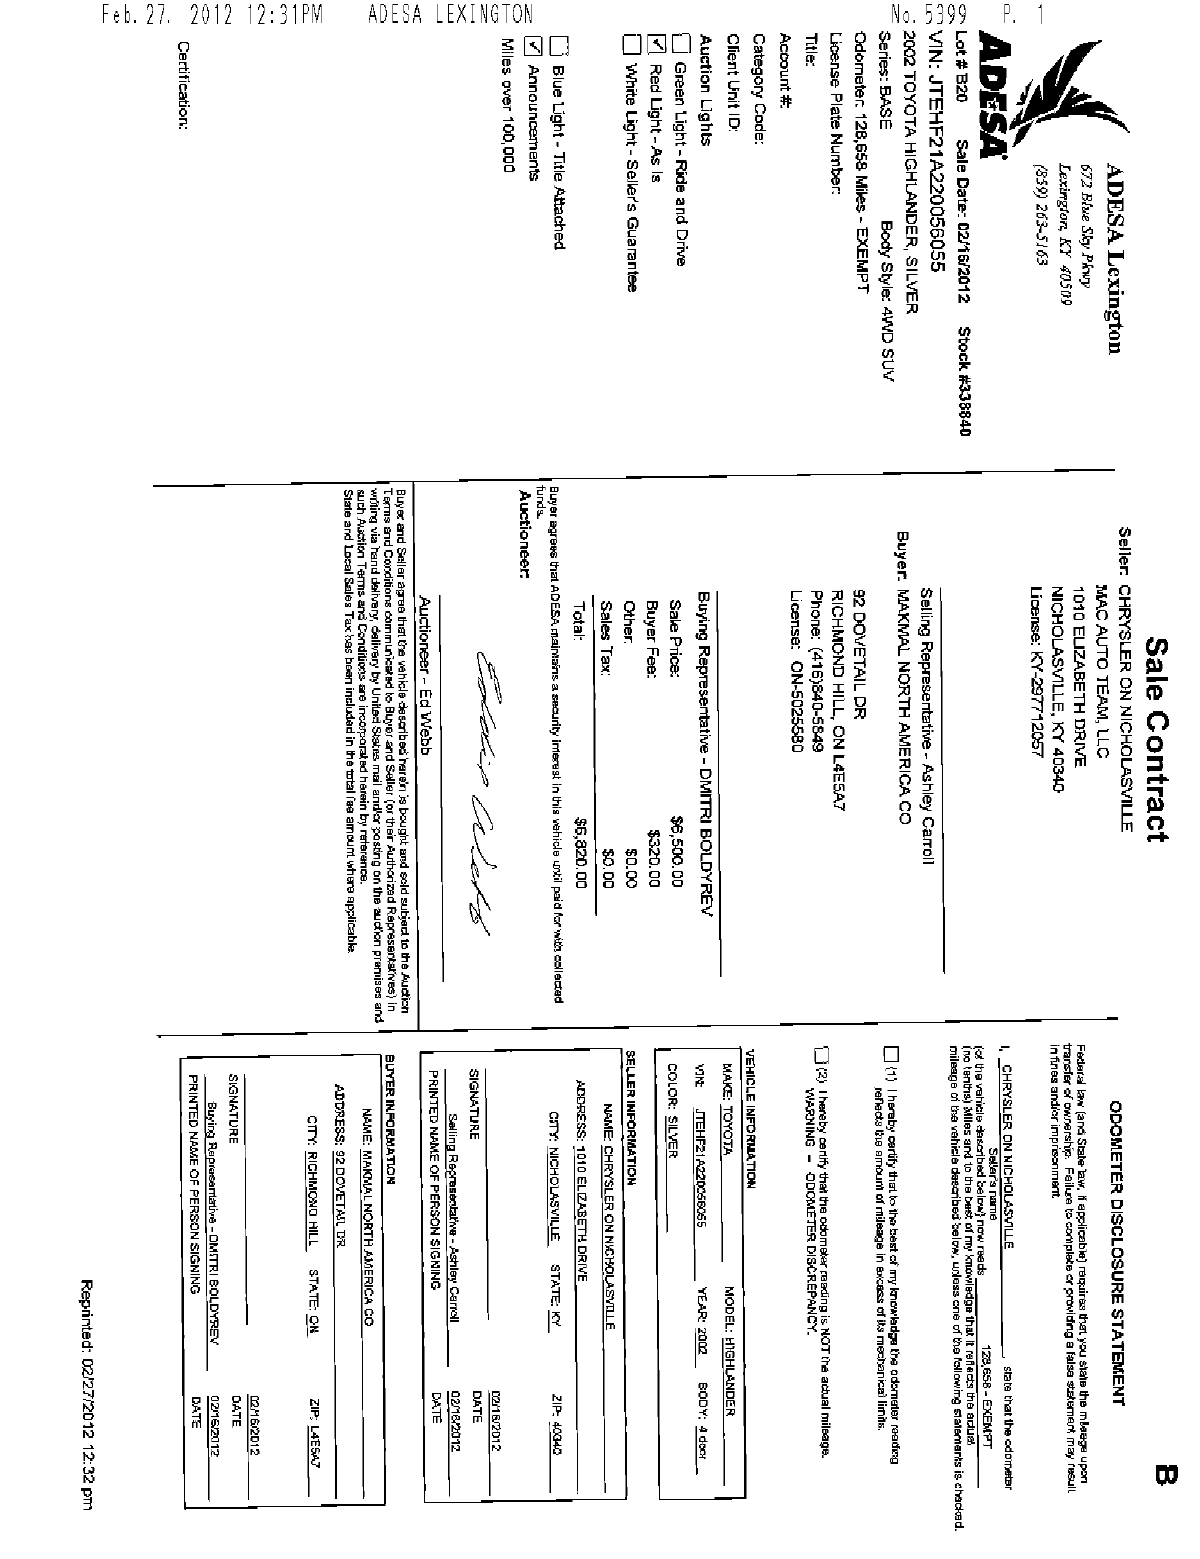 Feb. 27. 2012 12:31PM ADESA LEXINGTON No. 5399 P. 1
ADESA
ADESA Lexington
672 Blue Sky Pkwy
Lexington, KY 40509
(859) 263-5163
Lot # B20 Sale Date: 02/16/2012 Stock #338840
VIN: JTEHF21A220056055
2002 TOYOTA HIGHLANDER, SILVER
Series: BASE Body Style: 4WD SUV
Odometer: 128,658 Miles - EXEMPT
License Plate Number:
Title:
Account #:
Category Code:
Client Unit ID:
Auction Lights
Green Light - Ride and Drive
Red Light - As Is
White Light - Seller's Guarantee
Blue Light - Title Attached
Announcements
Miles over 100,000
Certification:
Sale Contract
Seller: CHRYSLER ON NICHOLASVILLE
MAC AUTO TEAM, LLC
1010 ELIZABETH DRIVE
NICHOLASVILLE, KY 40340
License: KY-297712057
Selling Representative - Ashley Carroll
Buyer: MAKMAL NORTH AMERICA CO
92 DOVETAIL DR
RICHMOND HILL, ON L4E5A7
Phone: (416)840-5849
License: ON-5025580
Buying Representative - DMITRI BOLDYREV
Sale Price: $6,500.00
Buyer Fee: $320.00
Other: $0.00
Sales Tax: $0.00
Total: $6,820.00
Buyer agrees that ADESA maintains a security interest in this vehicle until paid for with collected
funds.
Auctioneer:
Eddie Webb
Auctioneer - Ed Webb
Buyer and Seller agree that the vehicle described herein is bought and sold subject to the Auction
Terms and Conditions communicated to Buyer and Seller (or their Authorized Representatives) in
writing via hand delivery, delivery by United States mail and/or posting on the auction premises and
such Auction Terms and Conditions are incorporated herein by reference.
State and Local Sales Tax has been included in the total fee amount where applicable.
B
ODOMETER DISCLOSURE STATEMENT
Federal law (and State law, if applicable) requires that you state the mileage upon
transfer of ownership. Failure to complete or providing a false statement may result
in fines and/or imprisonment.
I, CHRYSLER ON NICHOLASVILLE state that the odometer
Seller's name
(of the vehicle described below) now reads 128,658 - EXEMPT
(no tenths) miles and to the best of my knowledge that it reflects the actual
mileage of the vehicle described below, unless one of the following statements is checked.
(1) I hereby certify that to the best of my knowledge the odometer reading
reflects the amount of mileage in excess of its mechanical limits.
(2) I hereby certify that the odometer reading is NOT the actual mileage.
WARNING - ODOMETER DISCREPANCY.
VEHICLE INFORMATION
MAKE: TOYOTA MODEL: HIGHLANDER
VIN: JTEHF21A220056055 YEAR: 2002 BODY: 4 door
COLOR: SILVER
SELLER INFORMATION
NAME: CHRYSLER ON NICHOLASVILLE
ADDRESS: 1010 ELIZABETH DRIVE
CITY: NICHOLASVILLE STATE: KY ZIP: 40340
02/16/2012
SIGNATURE DATE
Selling Representative - Ashley Carroll 02/16/2012
PRINTED NAME OF PERSON SIGNING DATE
BUYER INFORMATION
NAME: MAKMAL NORTH AMERICA CO
ADDRESS: 92 DOVETAIL DR
CITY: RICHMOND HILL STATE: ON ZIP: L4E5A7
02/16/2012
SIGNATURE DATE
Buying Representative - DMITRI BOLDYREV 02/16/2012
PRINTED NAME OF PERSON SIGNING DATE
Reprinted: 02/27/2012 12:32 pm